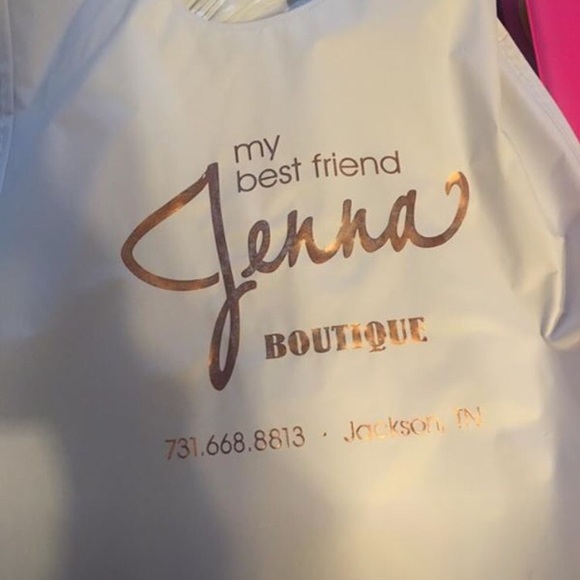 my
best friend
Jenna
BOUTIQUE
731.668.8813 · Jackson, TN